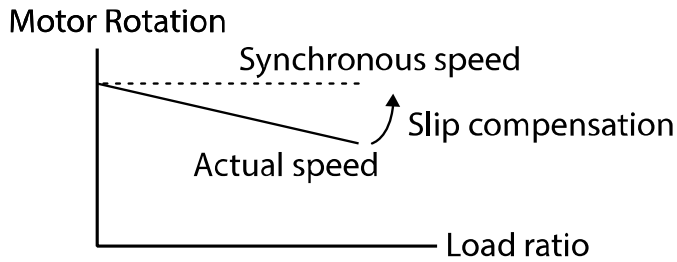 Motor Rotation
Synchronous speed
Slip compensation
Actual speed
Load ratio